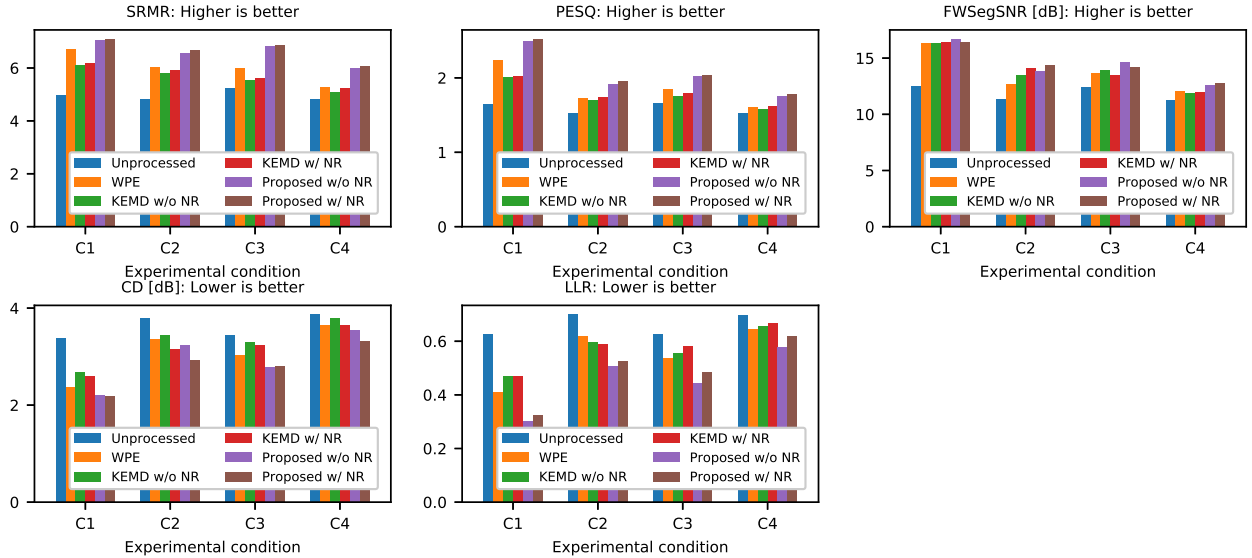 SRMR: Higher is better
6
4
2
0
Unprocessed
WPE
KEMD w/o NR
KEMD w/ NR
Proposed w/o NR
Proposed w/ NR
C1 C2 C3 C4
Experimental condition
PESQ: Higher is better
2
1
0
Unprocessed
WPE
KEMD w/o NR
KEMD w/ NR
Proposed w/o NR
Proposed w/ NR
C1 C2 C3 C4
Experimental condition
FWSegSNR [dB]: Higher is better
15
10
5
0
Unprocessed
WPE
KEMD w/o NR
KEMD w/ NR
Proposed w/o NR
Proposed w/ NR
C1 C2 C3 C4
Experimental condition
CD [dB]: Lower is better
4
2
0
Unprocessed
WPE
KEMD w/o NR
KEMD w/ NR
Proposed w/o NR
Proposed w/ NR
C1 C2 C3 C4
Experimental condition
LLR: Lower is better
0.6
0.4
0.2
0.0
Unprocessed
WPE
KEMD w/o NR
KEMD w/ NR
Proposed w/o NR
Proposed w/ NR
C1 C2 C3 C4
Experimental condition